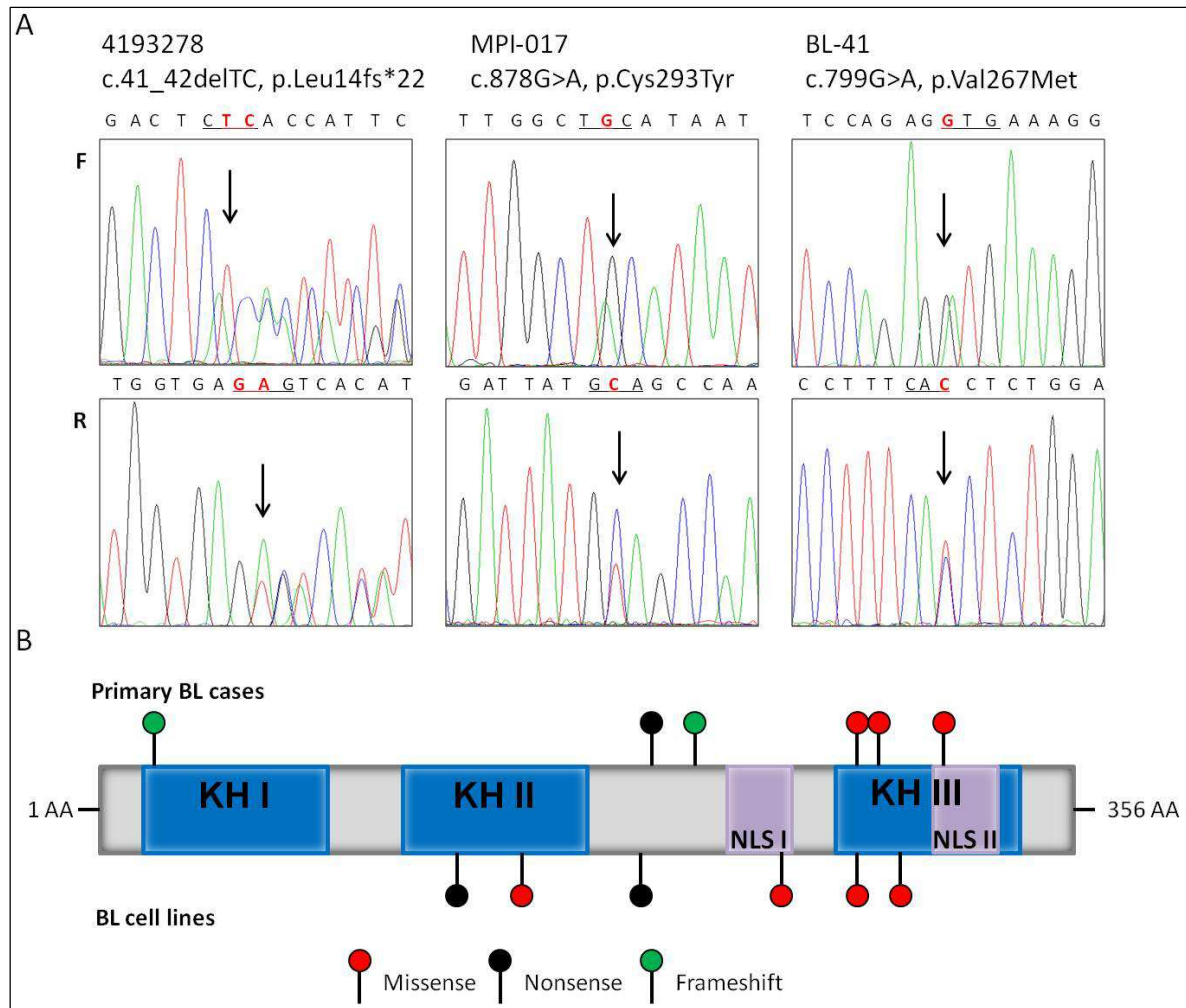 A
4193278
c.41_42delTC, p.Leu14fs*22
MPI-017
c.878G>A, p.Cys293Tyr
BL-41
c.799G>A, p.Val267Met
G A C T C T C A C C A T T C
T T G G C T G C A T A A T
T C C A G A G G T G A A A G G
F
T G G T G A G A G T C A C A T
G A T T A T G C A G C C A A
C C T T T C A C C T C T G G A
R
B
Primary BL cases
KH I
KH II
KH III
NLS I
NLS II
1 AA
356 AA
BL cell lines
Missense
Nonsense
Frameshift